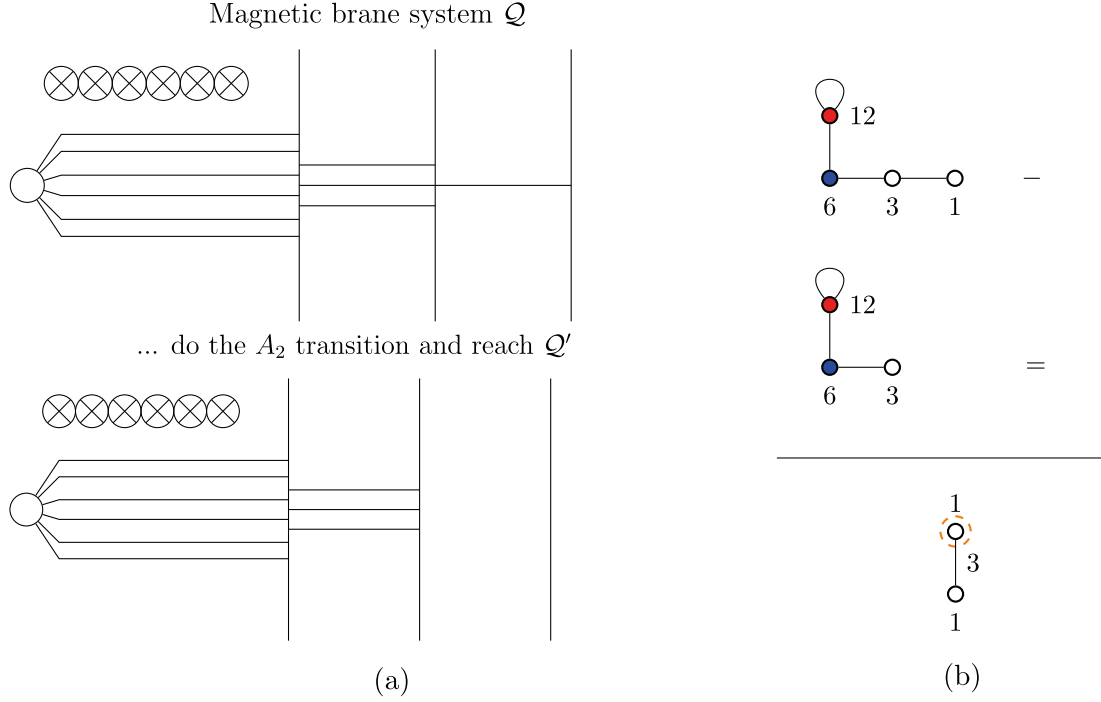 Magnetic brane system 𝒬
... do the A₂ transition and reach 𝒬′
(a)
12
6 3 1
−
12
6 3
=
1
3
1
(b)